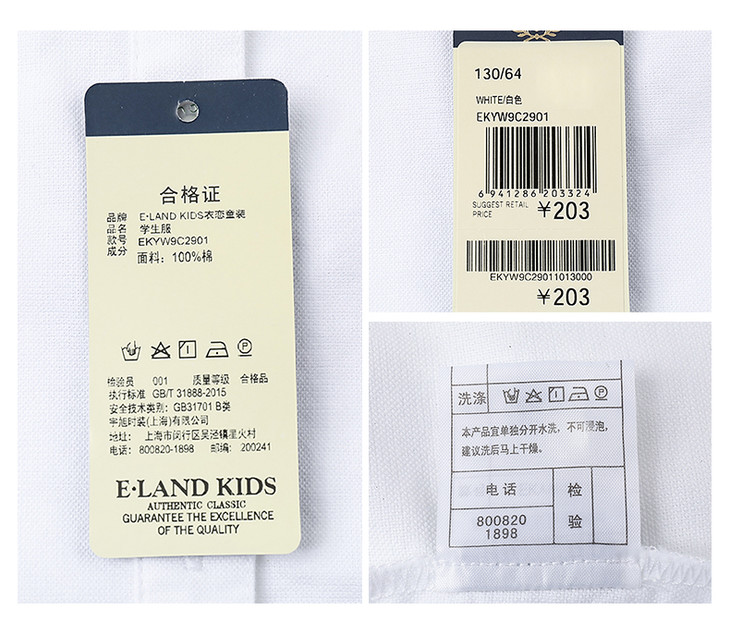 合格证
品牌 E·LAND KIDS衣恋童装
品名 学生服
款号 EKYW9C2901
成分 面料：100%棉
检验员 001 质量等级 合格品
执行标准 GB/T 31888-2015
安全技术类别：GB31701 B类
宇旭时装(上海)有限公司
地址： 上海市闵行区吴泾镇星火村
电话：800820-1898 邮编：200241
E·LAND KIDS
AUTHENTIC CLASSIC
GUARANTEE THE EXCELLENCE
OF THE QUALITY
130/64
WHITE/白色
EKYW9C2901
6 941286 203324
SUGGEST RETAIL
PRICE ¥203
EKYW9C29011013000
¥203
洗涤
本产品宜单独分开水洗，不可浸泡，
建议洗后马上干燥。
电话 检
800820 验
1898